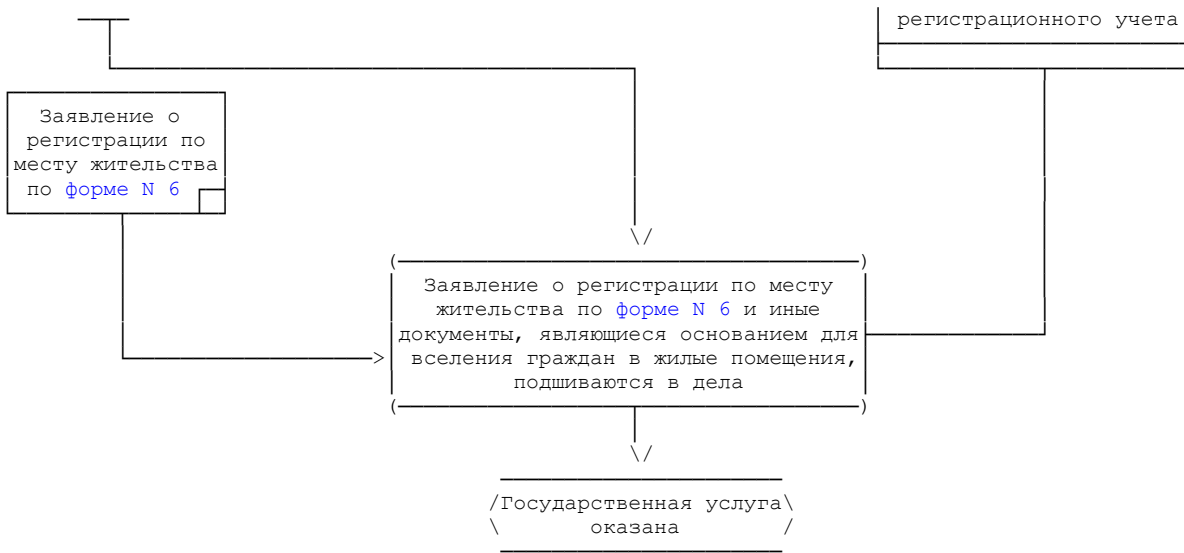 регистрационного учета
Заявление о
регистрации по
месту жительства
по форме N 6
Заявление о регистрации по месту
жительства по форме N 6 и иные
документы, являющиеся основанием для
вселения граждан в жилые помещения,
подшиваются в дела
Государственная услуга
оказана